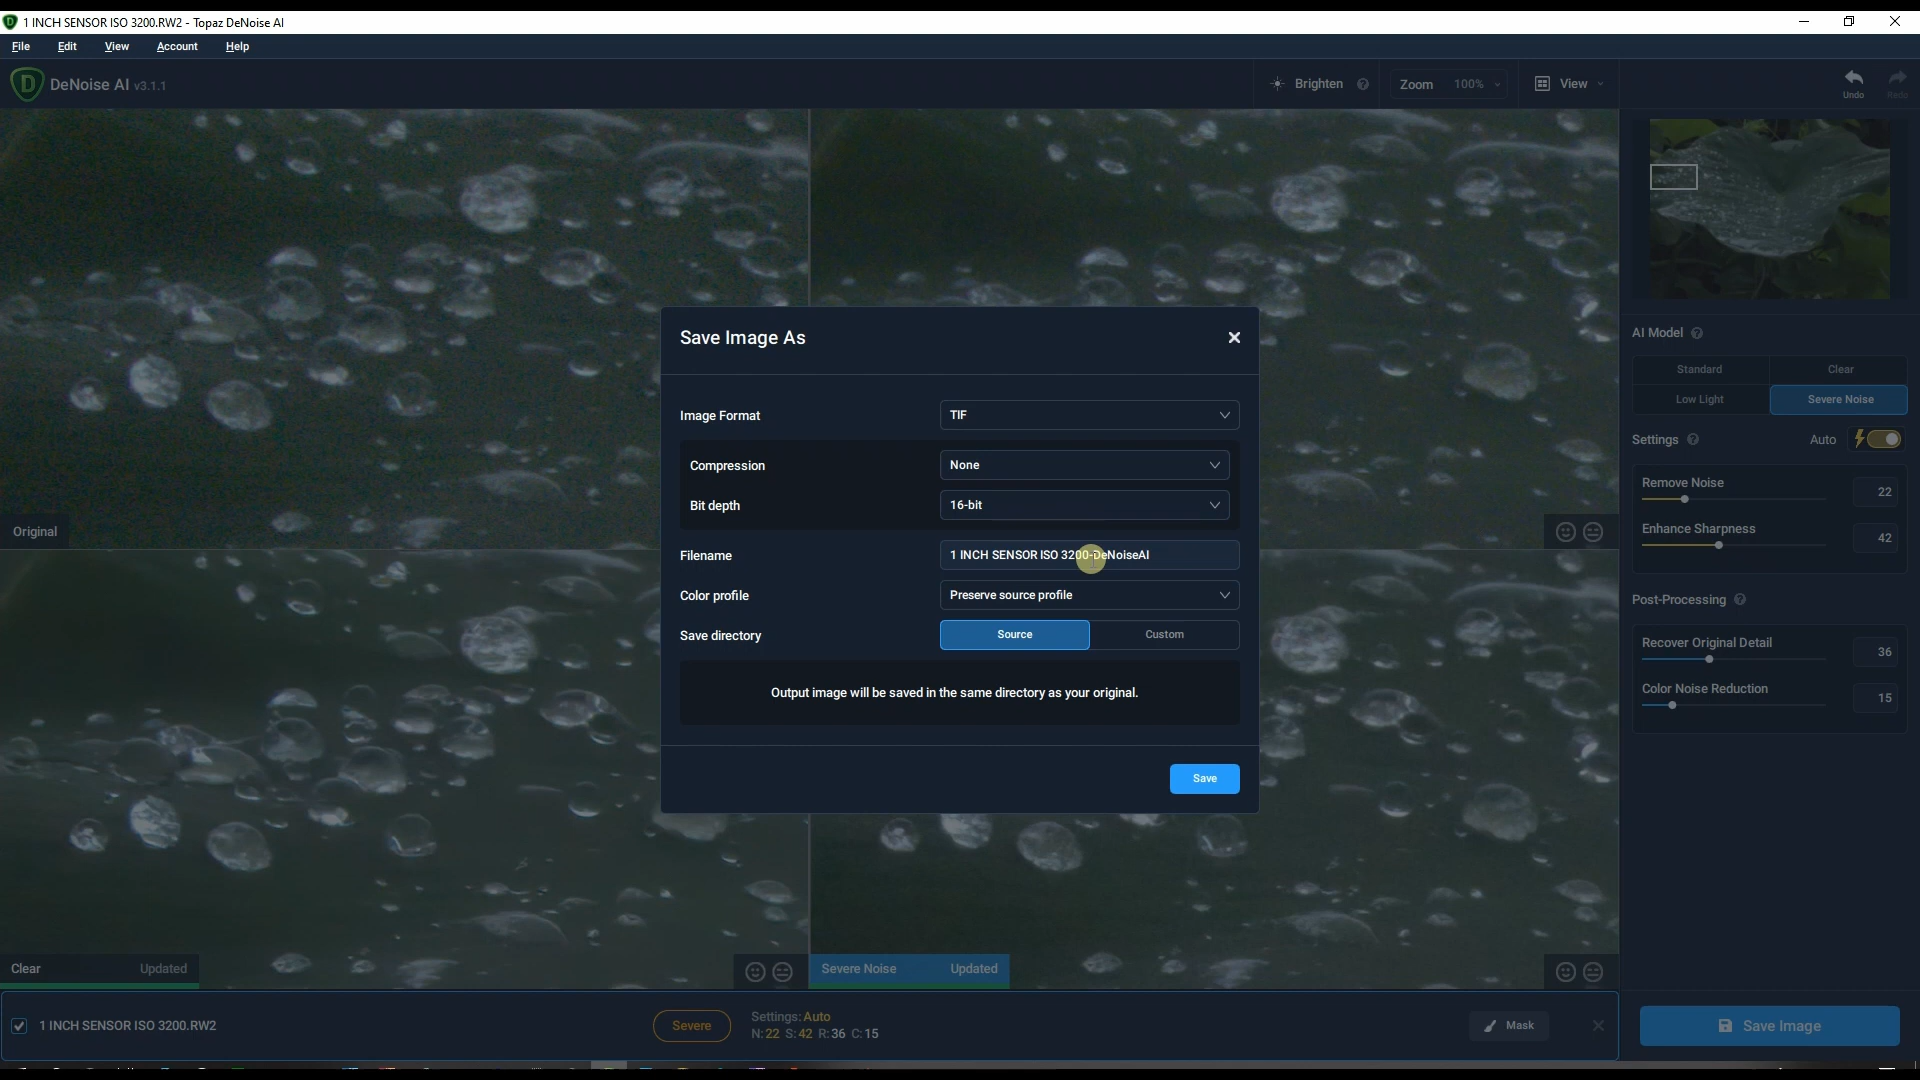 1 INCH SENSOR ISO 3200.RW2 - Topaz DeNoise AI
File Edit View Account Help
D DeNoise AI v3.1.1
Brighten ? Zoom 100% View Undo Redo
Save Image As
Image Format TIF
Compression None
Bit depth 16-bit
Filename 1 INCH SENSOR ISO 3200-DeNoiseAI
Color profile Preserve source profile
Save directory Source Custom
Output image will be saved in the same directory as your original.
Save
AI Model ?
Standard Clear
Low Light Severe Noise
Settings ? Auto
Remove Noise 22
Enhance Sharpness 42
Post-Processing ?
Recover Original Detail 36
Color Noise Reduction 15
Original
Clear Updated
Severe Noise Updated
1 INCH SENSOR ISO 3200.RW2
Severe
Settings: Auto
N:22 S:42 R:36 C:15
Mask
Save Image